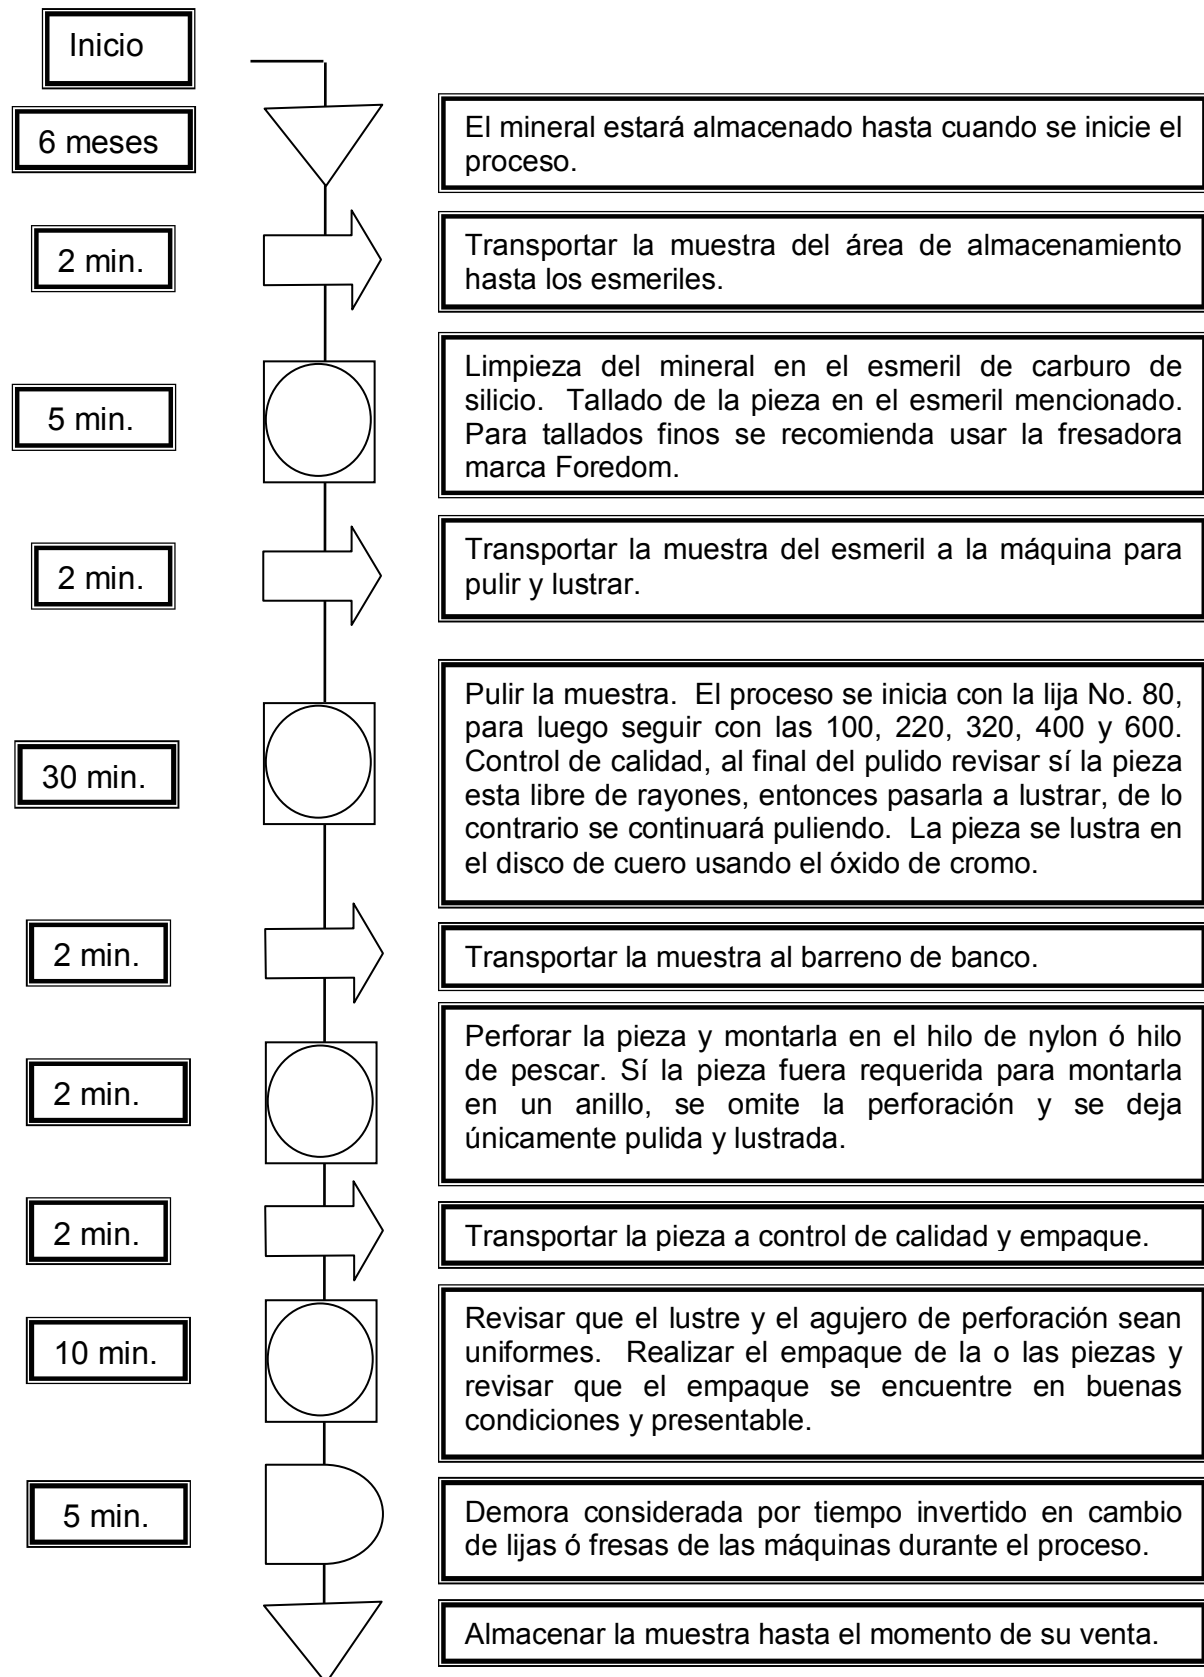 Inicio
6 meses
El mineral estará almacenado hasta cuando se inicie el
proceso.
2 min.
Transportar la muestra del área de almacenamiento
hasta los esmeriles.
5 min.
Limpieza del mineral en el esmeril de carburo de
silicio. Tallado de la pieza en el esmeril mencionado.
Para tallados finos se recomienda usar la fresadora
marca Foredom.
2 min.
Transportar la muestra del esmeril a la máquina para
pulir y lustrar.
30 min.
Pulir la muestra. El proceso se inicia con la lija No. 80,
para luego seguir con las 100, 220, 320, 400 y 600.
Control de calidad, al final del pulido revisar sí la pieza
esta libre de rayones, entonces pasarla a lustrar, de lo
contrario se continuará puliendo. La pieza se lustra en
el disco de cuero usando el óxido de cromo.
2 min.
Transportar la muestra al barreno de banco.
2 min.
Perforar la pieza y montarla en el hilo de nylon ó hilo
de pescar. Sí la pieza fuera requerida para montarla
en un anillo, se omite la perforación y se deja
únicamente pulida y lustrada.
2 min.
Transportar la pieza a control de calidad y empaque.
10 min.
Revisar que el lustre y el agujero de perforación sean
uniformes. Realizar el empaque de la o las piezas y
revisar que el empaque se encuentre en buenas
condiciones y presentable.
5 min.
Demora considerada por tiempo invertido en cambio
de lijas ó fresas de las máquinas durante el proceso.
Almacenar la muestra hasta el momento de su venta.